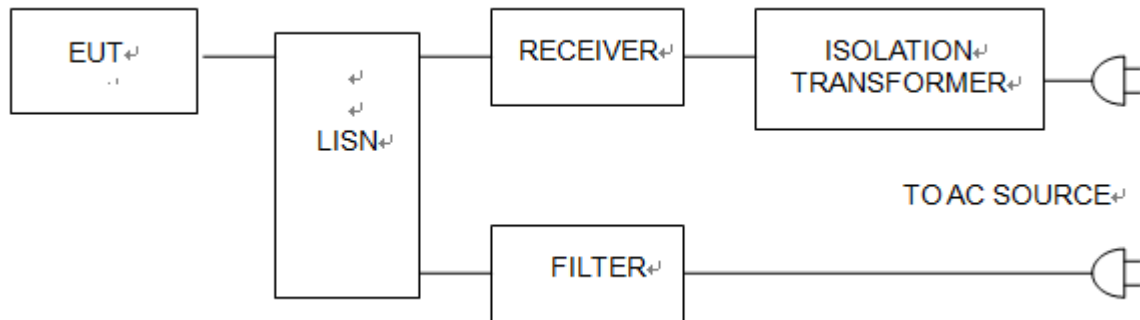 EUT
LISN
RECEIVER
ISOLATION
TRANSFORMER
TO AC SOURCE
FILTER